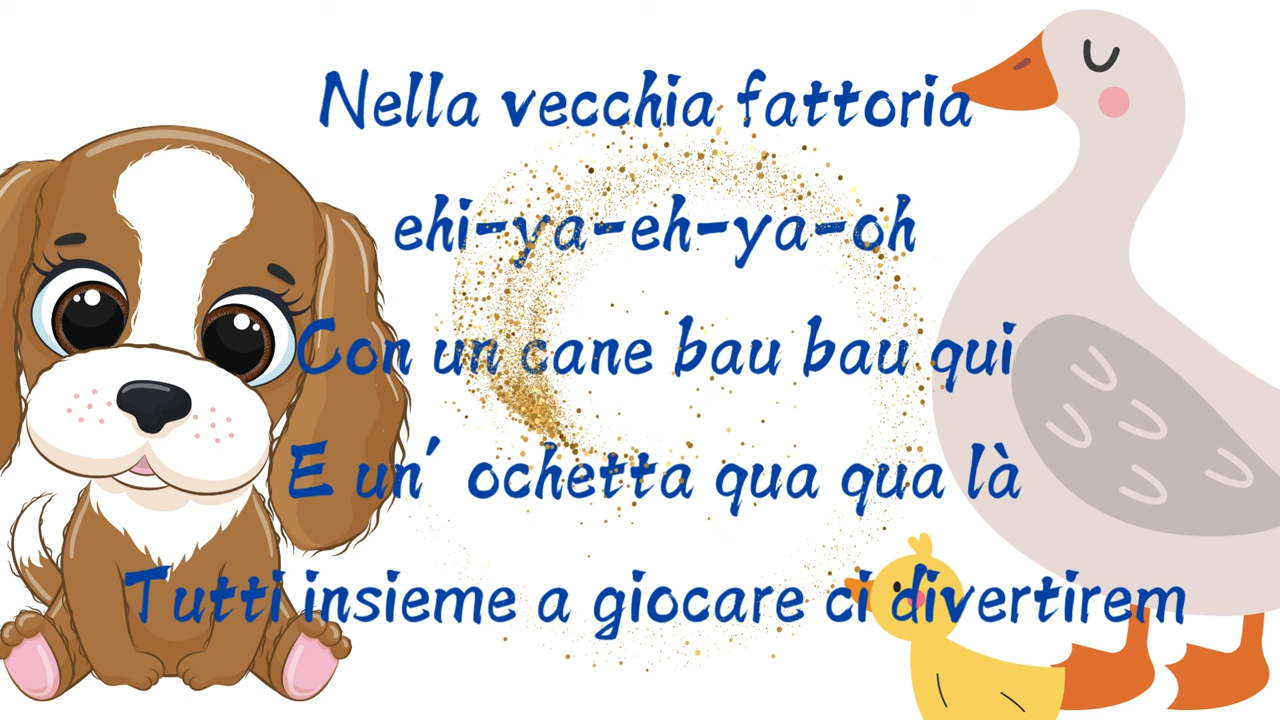 Nella vecchia fattoria
ehi-ya-eh-ya-oh
Con un cane bau bau qui
E un' ochetta qua qua là
Tutti insieme a giocare ci divertirem